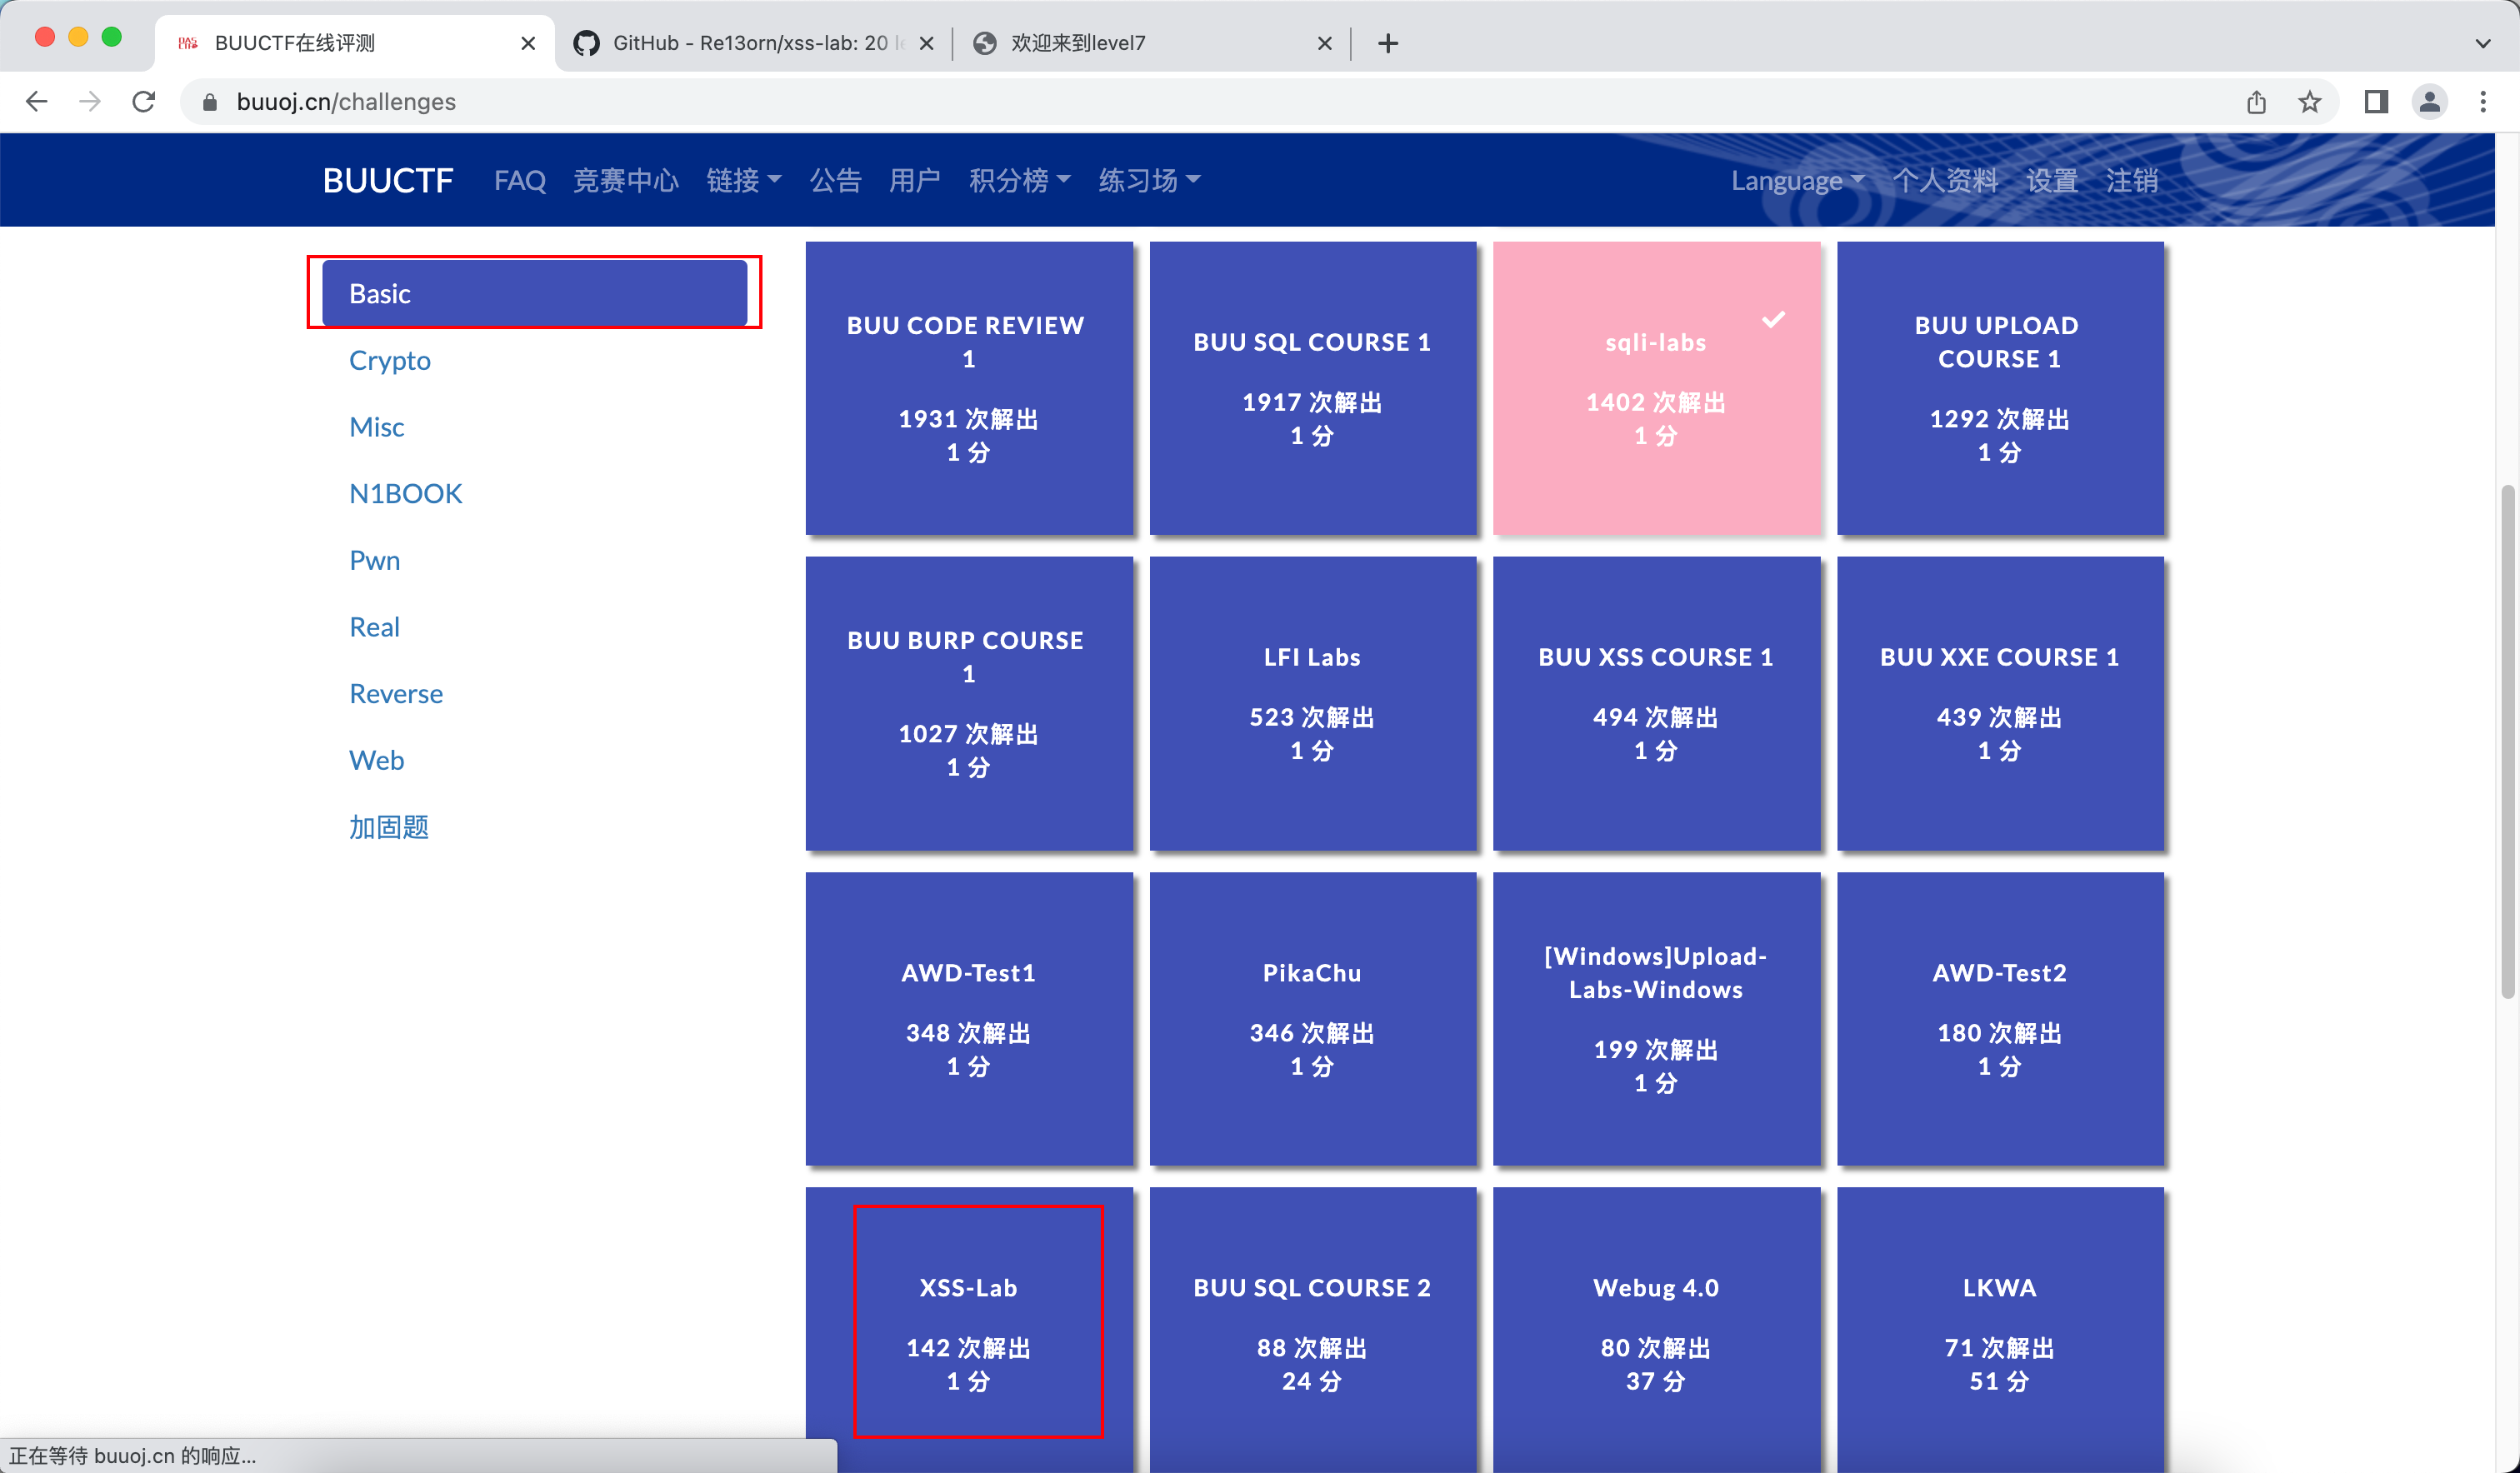 BUUCTF在线评测
GitHub - Re13orn/xss-lab: 20 le
欢迎来到level7
buuoj.cn/challenges
BUUCTF
FAQ
竞赛中心
链接
公告
用户
积分榜
练习场
Language
个人资料
设置
注销
Basic
Crypto
Misc
N1BOOK
Pwn
Real
Reverse
Web
加固题
BUU CODE REVIEW
1
1931 次解出
1 分
BUU SQL COURSE 1
1917 次解出
1 分
sqli-labs
1402 次解出
1 分
BUU UPLOAD
COURSE 1
1292 次解出
1 分
BUU BURP COURSE
1
1027 次解出
1 分
LFI Labs
523 次解出
1 分
BUU XSS COURSE 1
494 次解出
1 分
BUU XXE COURSE 1
439 次解出
1 分
AWD-Test1
348 次解出
1 分
PikaChu
346 次解出
1 分
[Windows]Upload-
Labs-Windows
199 次解出
1 分
AWD-Test2
180 次解出
1 分
XSS-Lab
142 次解出
1 分
BUU SQL COURSE 2
88 次解出
24 分
Webug 4.0
80 次解出
37 分
LKWA
71 次解出
51 分
正在等待 buuoj.cn 的响应...